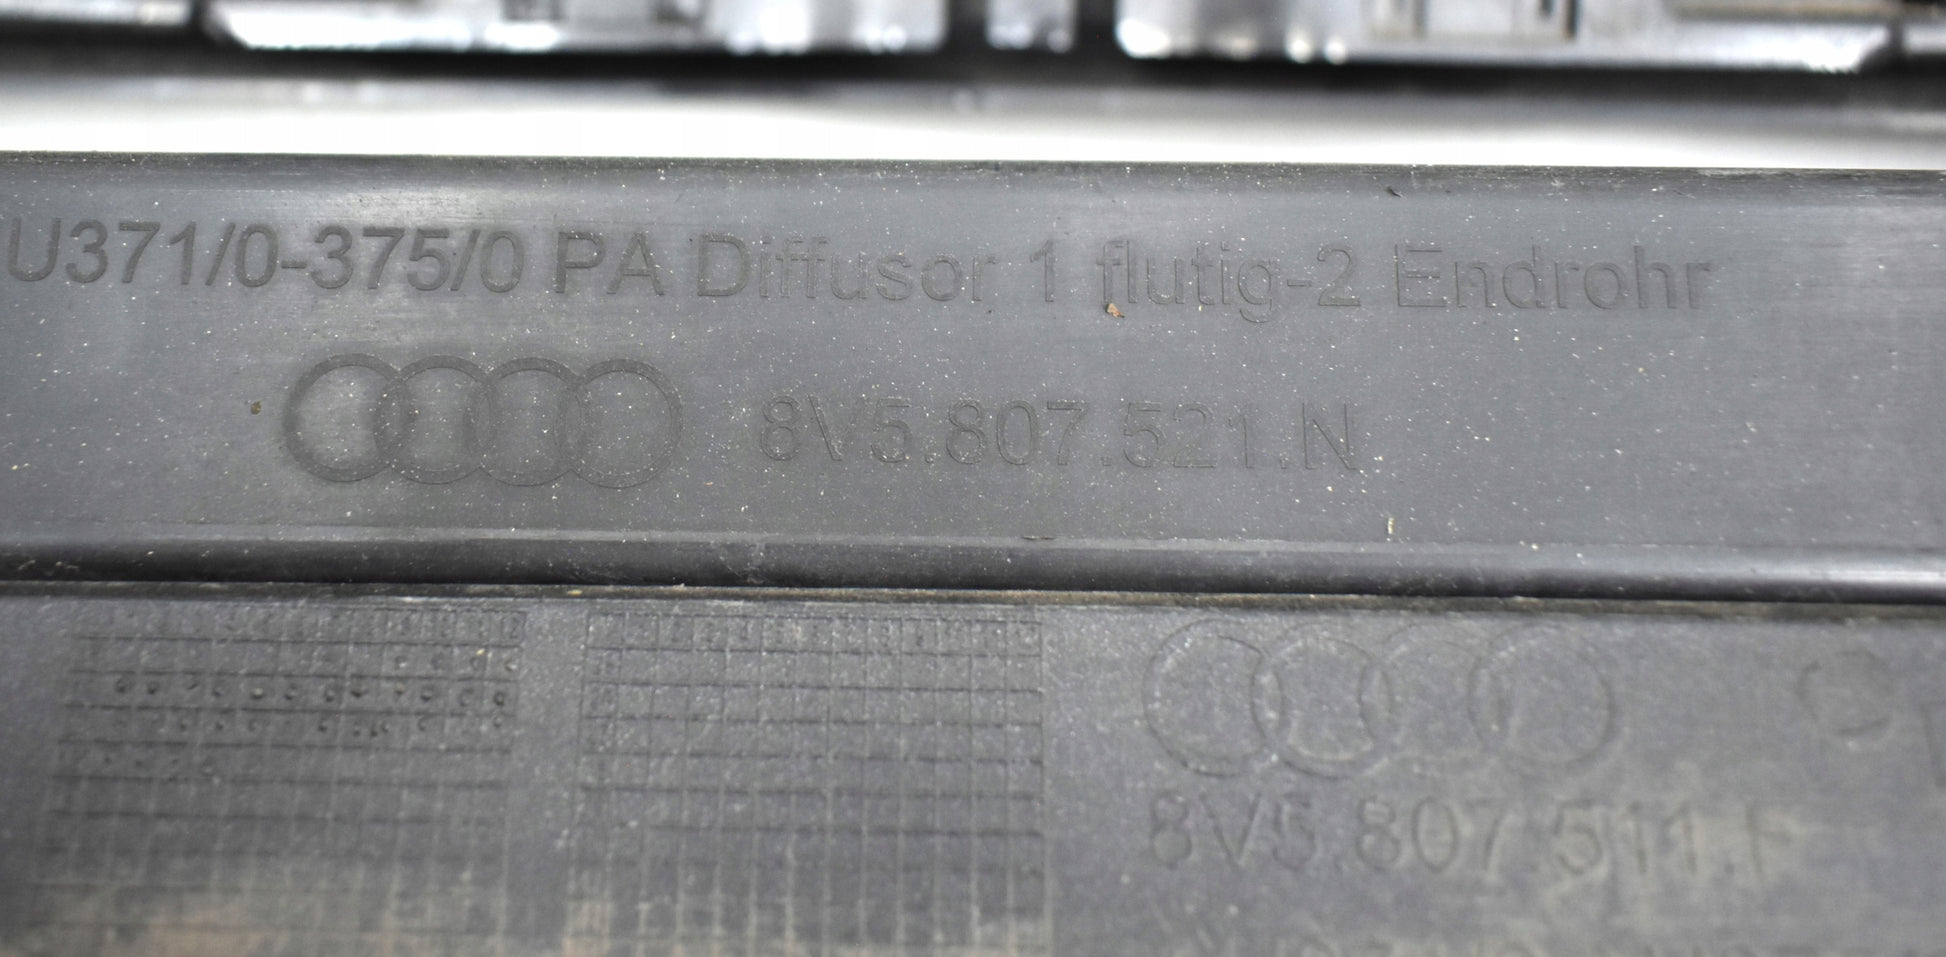 U371/0-375/0 PA Diffusor 1 flutig-2 Endrohr
8V5.807.521.N
8V5.807.511.F